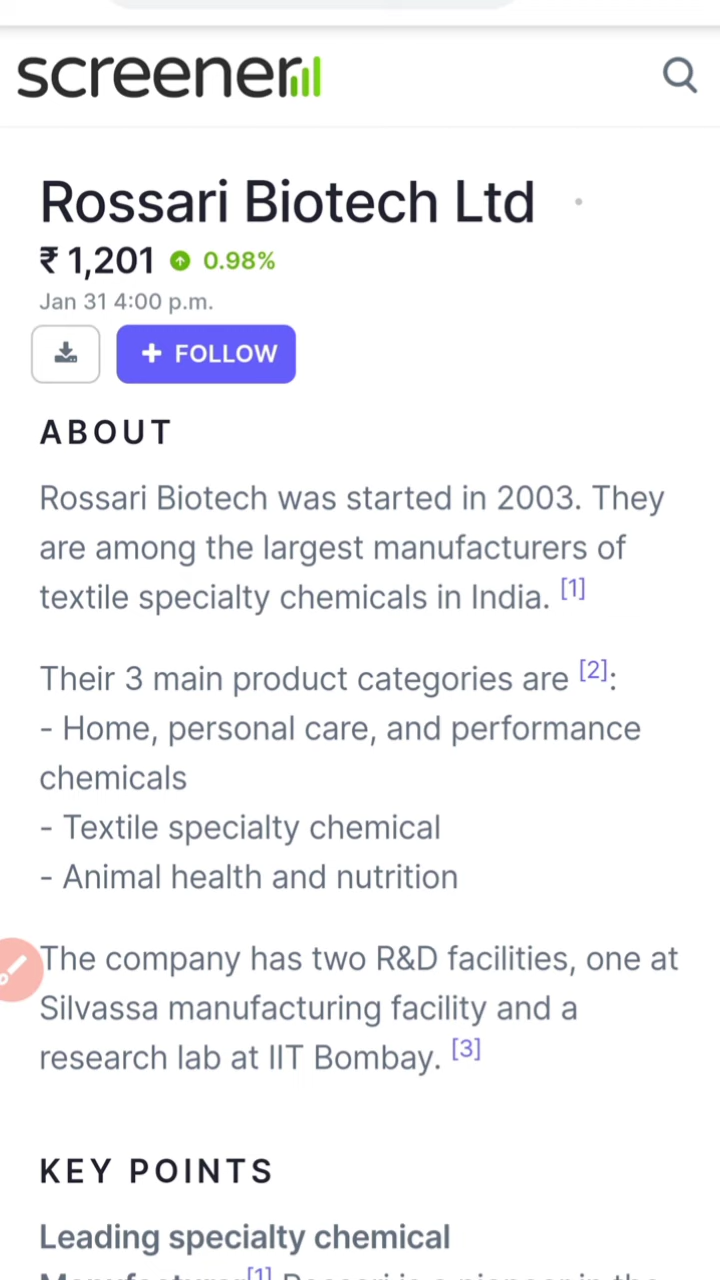 screener
Rossari Biotech Ltd
₹ 1,201 0.98%
Jan 31 4:00 p.m.
+ FOLLOW
ABOUT
Rossari Biotech was started in 2003. They
are among the largest manufacturers of
textile specialty chemicals in India. [1]
Their 3 main product categories are [2]:
- Home, personal care, and performance
chemicals
- Textile specialty chemical
- Animal health and nutrition
The company has two R&D facilities, one at
Silvassa manufacturing facility and a
research lab at IIT Bombay. [3]
KEY POINTS
Leading specialty chemical
[1]